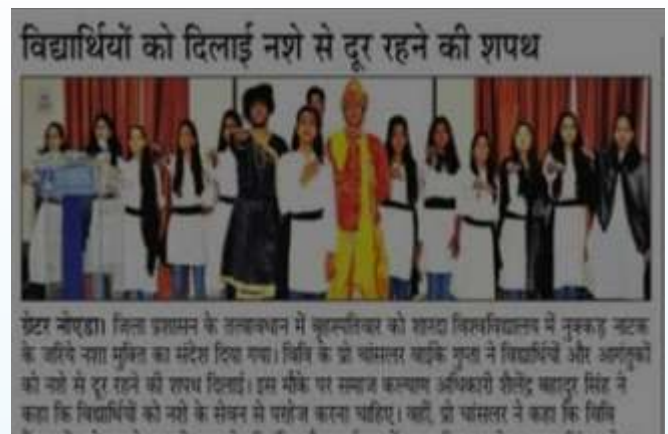 विद्यार्थियों को दिलाई नशे से दूर रहने की शपथ
ग्रेटर नोएडा। जिला प्रशासन के तत्वावधान में बृहस्पतिवार को शारदा विश्वविद्यालय में नुक्कड़ नाटक
के जरिये नशा मुक्ति का संदेश दिया गया। विवि के प्रो चांसलर वाईके गुप्ता ने विद्यार्थियों और आगंतुकों
को नशे से दूर रहने की शपथ दिलाई। इस मौके पर समाज कल्याण अधिकारी शैलेंद्र बहादुर सिंह ने
कहा कि विद्यार्थियों को नशे के सेवन से परहेज करना चाहिए। वहीं, प्रो चांसलर ने कहा कि विवि